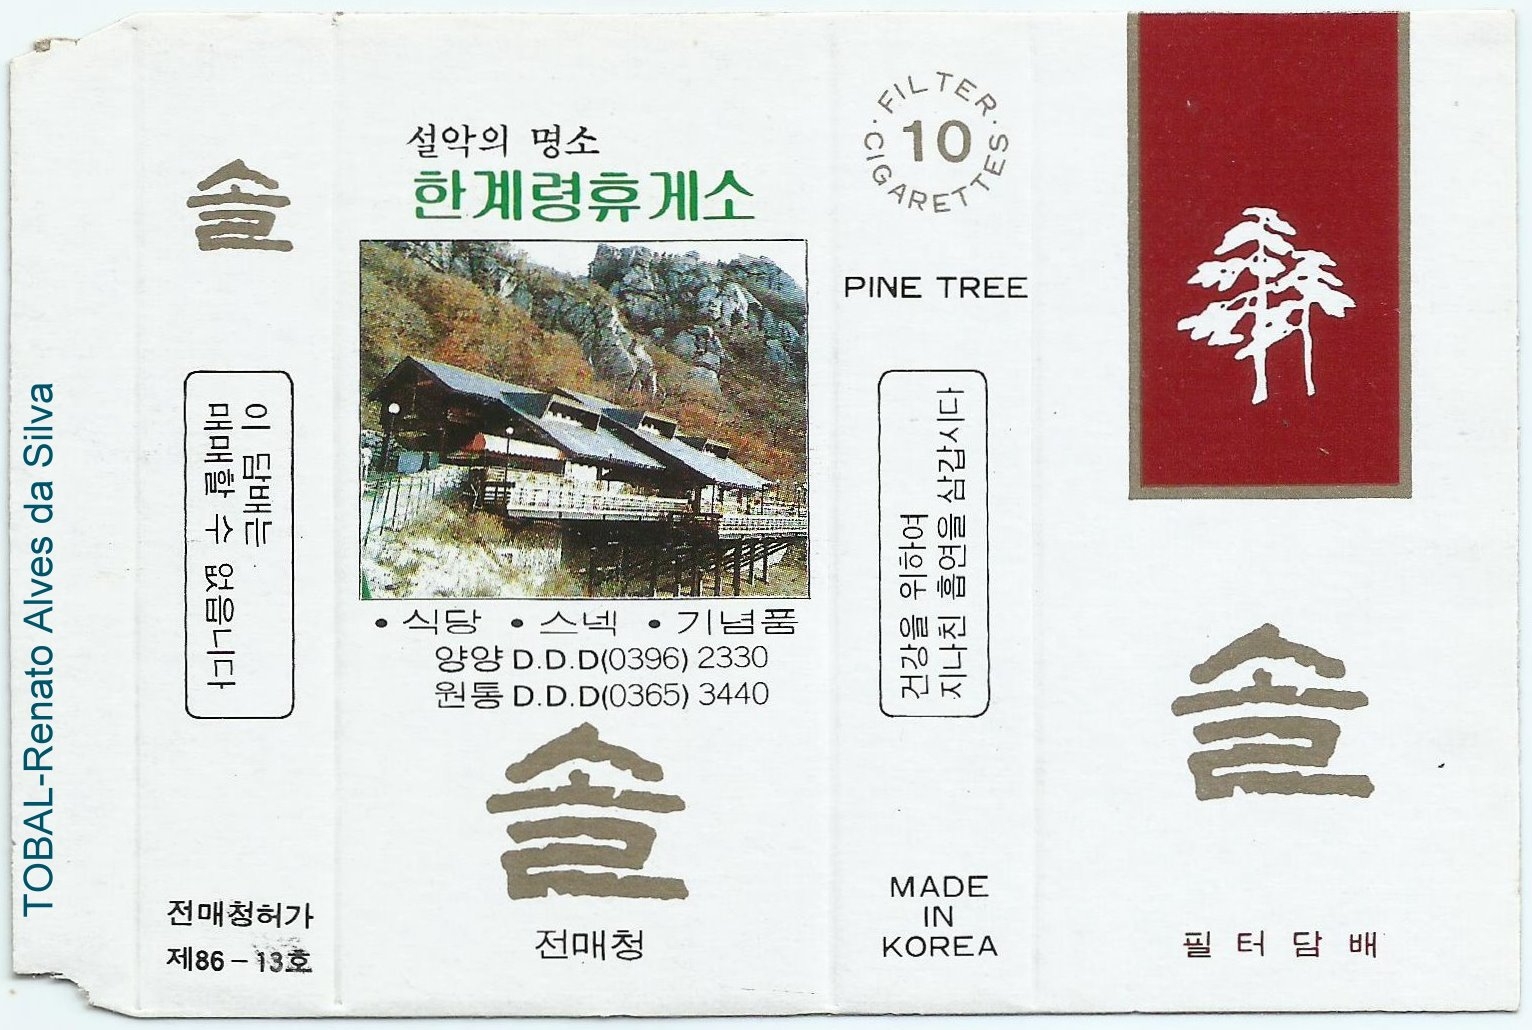 TOBAL-Renato Alves da Silva
솔
이 담배는
매매할 수 없읍니다
전매청허가
제86-13호
설악의 명소
한계령휴게소
• 식당 • 스넥 • 기념품
양양 D.D.D(0396) 2330
원통 D.D.D(0365) 3440
솔
전매청
FILTER · CIGARETTES ·
10
PINE TREE
건강을 위하여
지나친 흡연을 삼갑시다
MADE
IN
KOREA
솔
필터담배